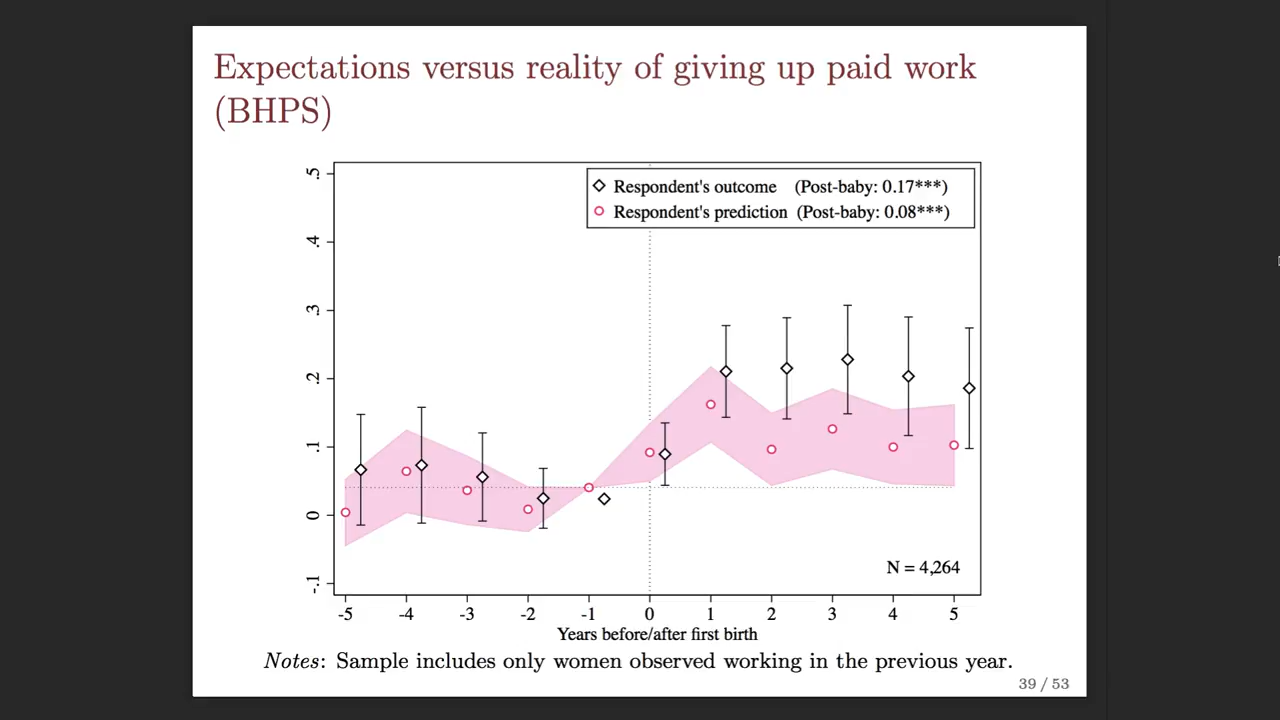 Expectations versus reality of giving up paid work
(BHPS)
Respondent's outcome (Post-baby: 0.17***)
Respondent's prediction (Post-baby: 0.08***)
.5
.4
.3
.2
.1
0
-.1
N = 4,264
-5 -4 -3 -2 -1 0 1 2 3 4 5
Years before/after first birth
Notes: Sample includes only women observed working in the previous year.
39 / 53